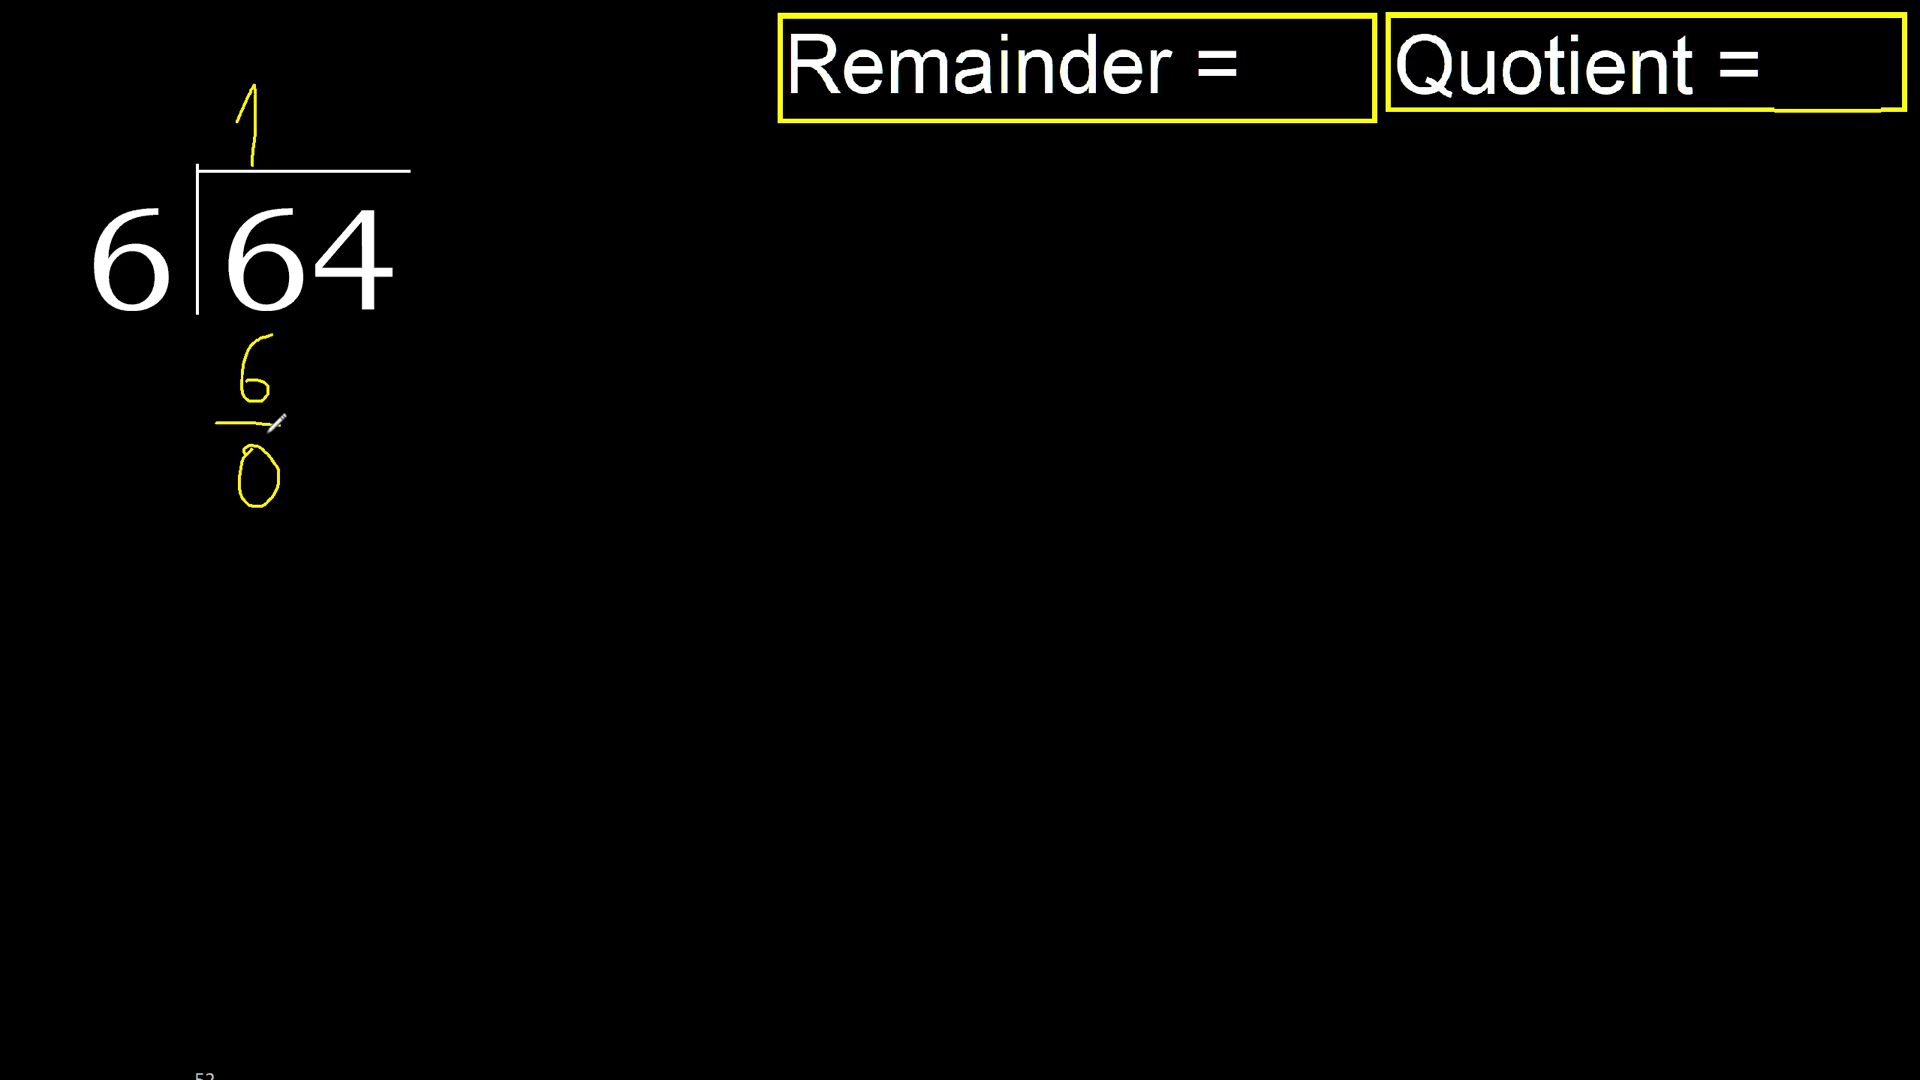 Remainder =
Quotient =
1
6 64
6
0